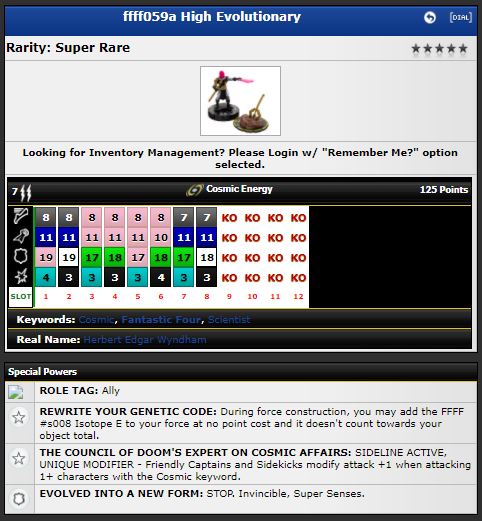 ffff059a High Evolutionary
[DIAL]
Rarity: Super Rare
Looking for Inventory Management? Please Login w/ "Remember Me?" option
selected.
7 Cosmic Energy 125 Points
8 8 8 8 8 8 7 7 KO KO KO KO
11 11 11 11 11 10 11 11 KO KO KO KO
19 19 17 18 17 18 17 18 KO KO KO KO
4 3 3 3 3 4 3 3 KO KO KO KO
SLOT 1 2 3 4 5 6 7 8 9 10 11 12
Keywords: Cosmic, Fantastic Four, Scientist
Real Name: Herbert Edgar Wyndham
Special Powers
ROLE TAG: Ally
REWRITE YOUR GENETIC CODE: During force construction, you may add the FFFF
#s008 Isotope E to your force at no point cost and it doesn't count towards your
object total.
THE COUNCIL OF DOOM'S EXPERT ON COSMIC AFFAIRS: SIDELINE ACTIVE,
UNIQUE MODIFIER - Friendly Captains and Sidekicks modify attack +1 when attacking
1+ characters with the Cosmic keyword.
EVOLVED INTO A NEW FORM: STOP. Invincible, Super Senses.